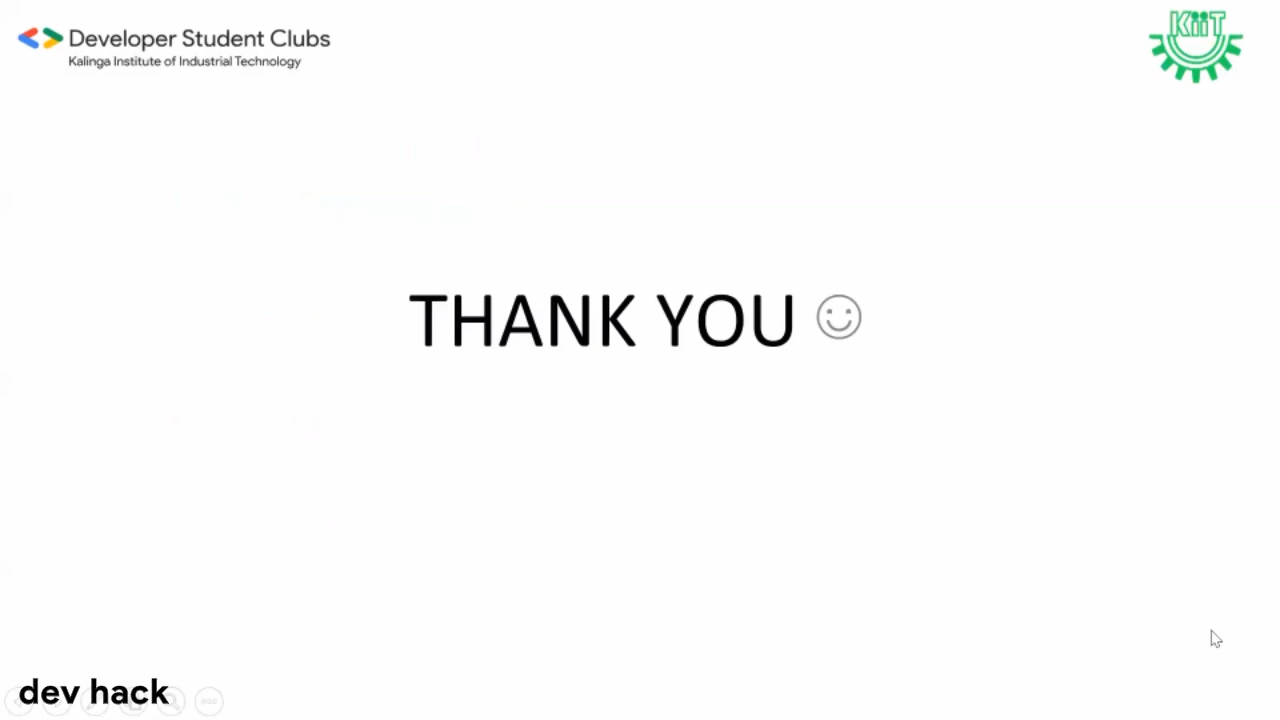 Developer Student Clubs
Kalinga Institute of Industrial Technology
KiiT
THANK YOU ☺
dev hack